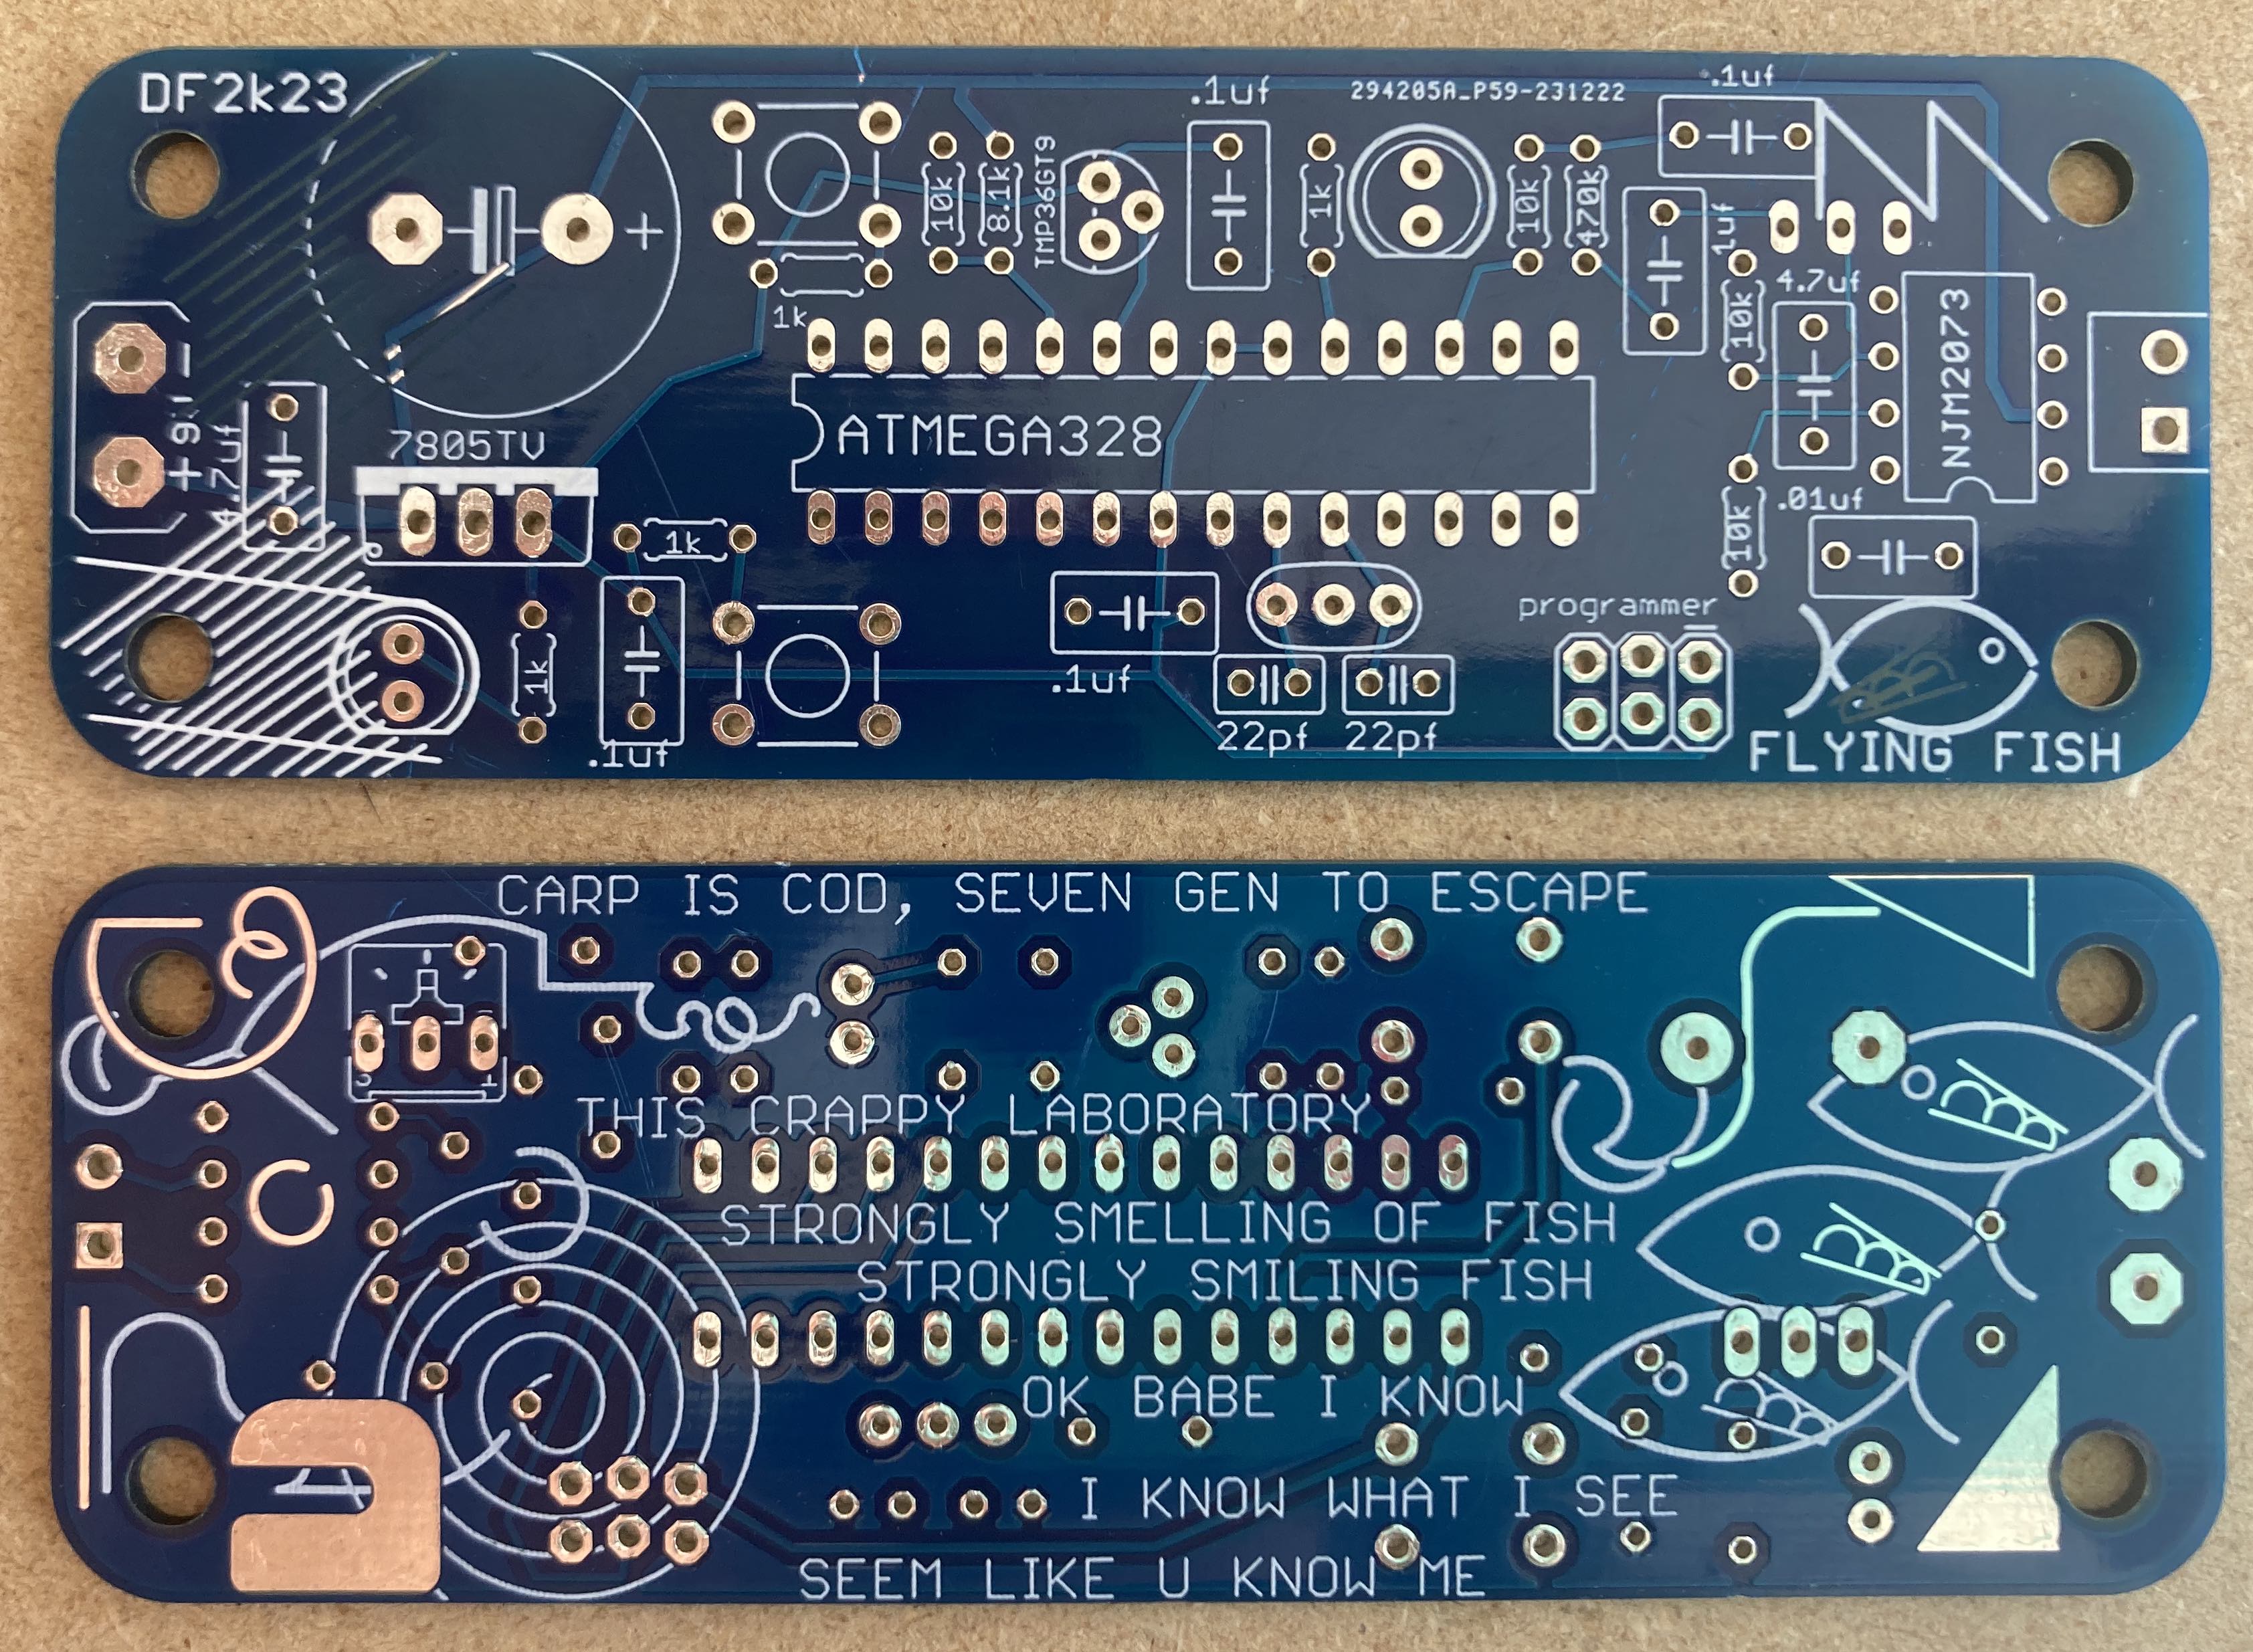 DF2k23
.1uf
294205A_P59-231222
.1uf
10k
8.1k
TMP36GT9
1k
10k
470k
1uf
+
1k
10k
4.7uf
NJM2073
ATMEGA328
7805TV
4.7uf
+ 9
1k
.01uf
10k
programmer
1k
.1uf
.1uf
22pf
22pf
FLYING FISH
CARP IS COD, SEVEN GEN TO ESCAPE
3
1
THIS CRAPPY LABORATORY
STRONGLY SMELLING OF FISH
STRONGLY SMILING FISH
OK BABE I KNOW
I KNOW WHAT I SEE
SEEM LIKE U KNOW ME